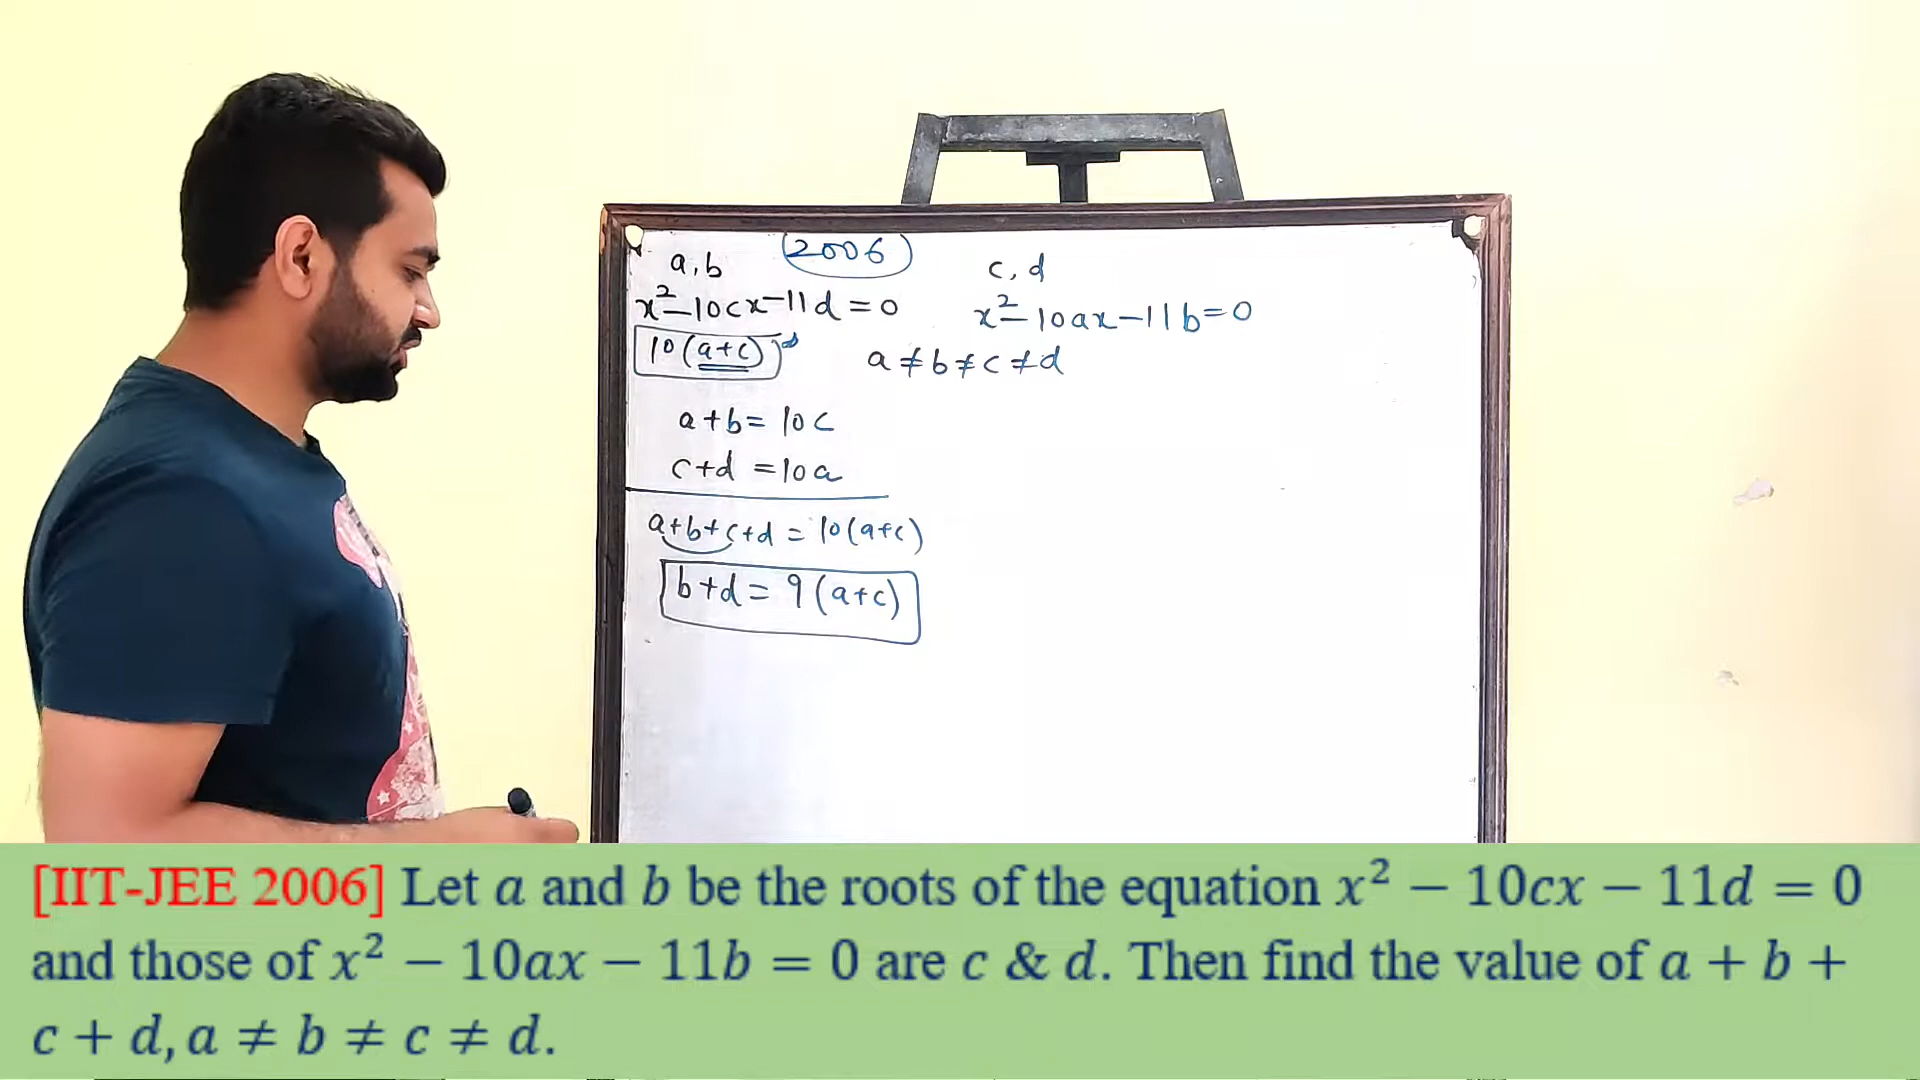 a,b 2006 c, d
x²-10cx-11d=0 x²-10ax-11b=0
10(a+c) a≠b≠c≠d
a+b=10c
c+d=10a
a+b+c+d=10(a+c)
b+d=9(a+c)
[IIT-JEE 2006] Let a and b be the roots of the equation x² − 10cx − 11d = 0
and those of x² − 10ax − 11b = 0 are c & d. Then find the value of a + b +
c + d, a ≠ b ≠ c ≠ d.